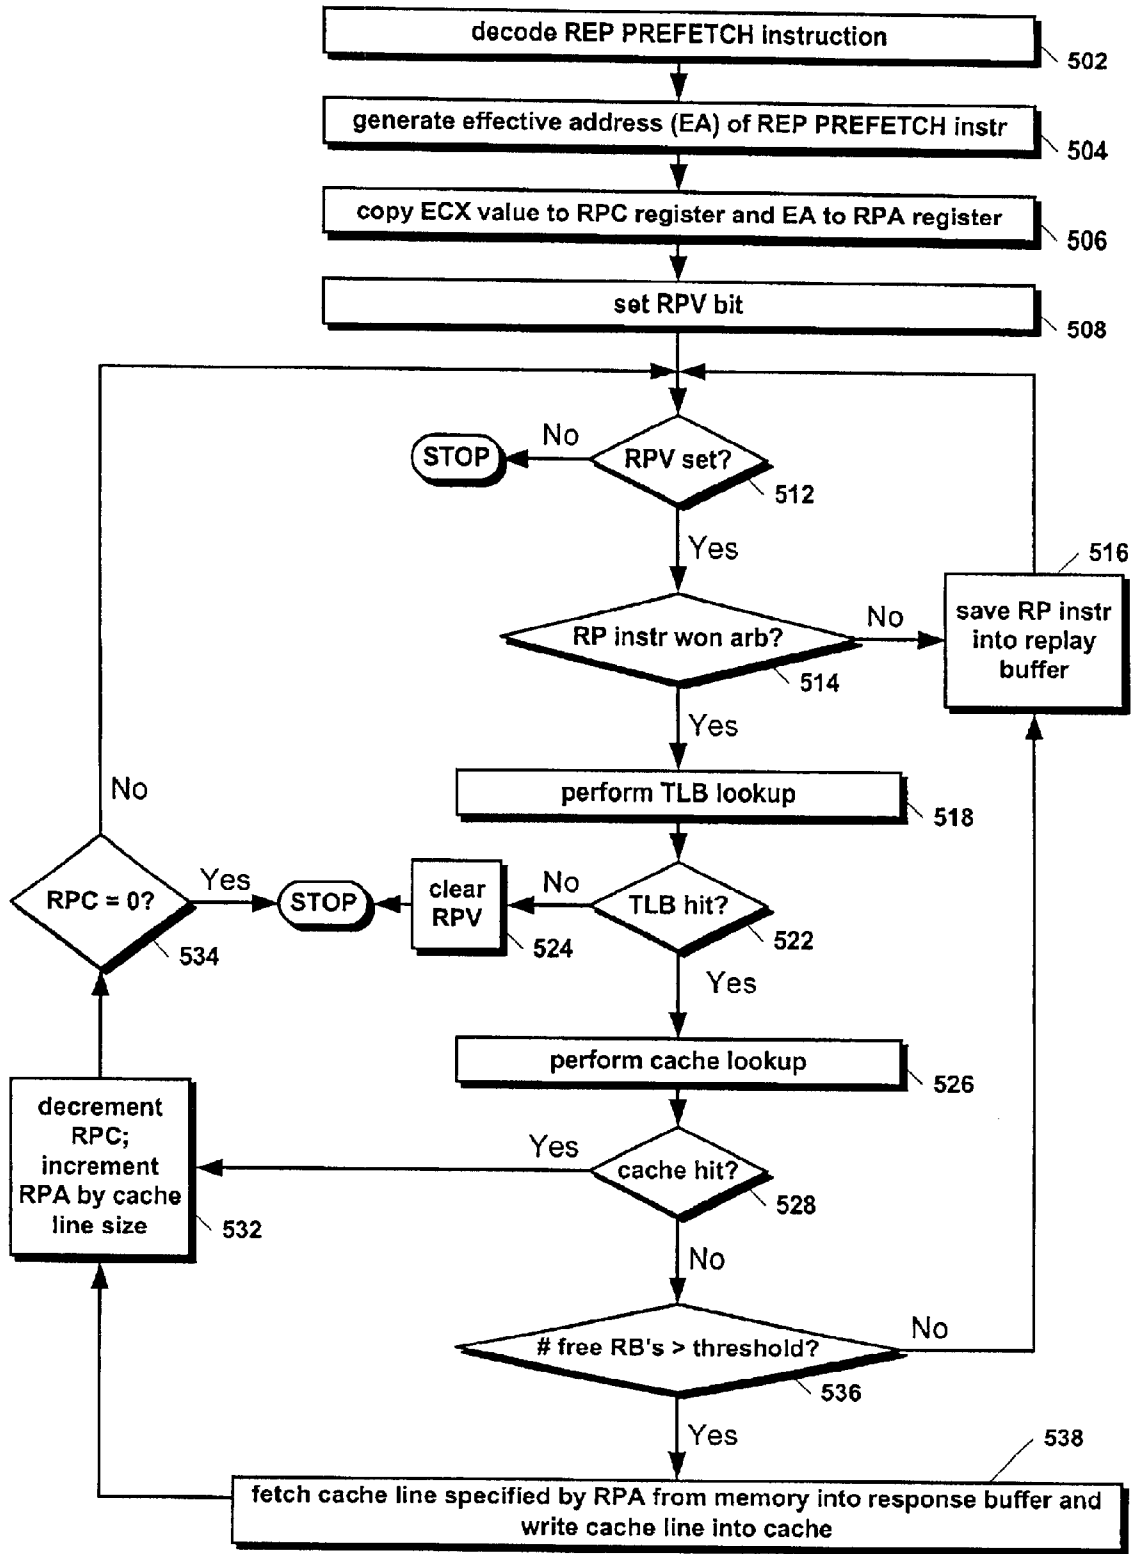 decode REP PREFETCH instruction
502
generate effective address (EA) of REP PREFETCH instr
504
copy ECX value to RPC register and EA to RPA register
506
set RPV bit
508
STOP
No
RPV set?
512
Yes
516
RP instr won arb?
514
No
save RP instr
into replay
buffer
Yes
No
perform TLB lookup
518
RPC = 0?
534
Yes
STOP
clear
RPV
524
No
TLB hit?
522
Yes
perform cache lookup
526
decrement
RPC;
increment
RPA by cache
line size
532
Yes
cache hit?
528
No
# free RB's > threshold?
536
No
Yes
538
fetch cache line specified by RPA from memory into response buffer and
write cache line into cache